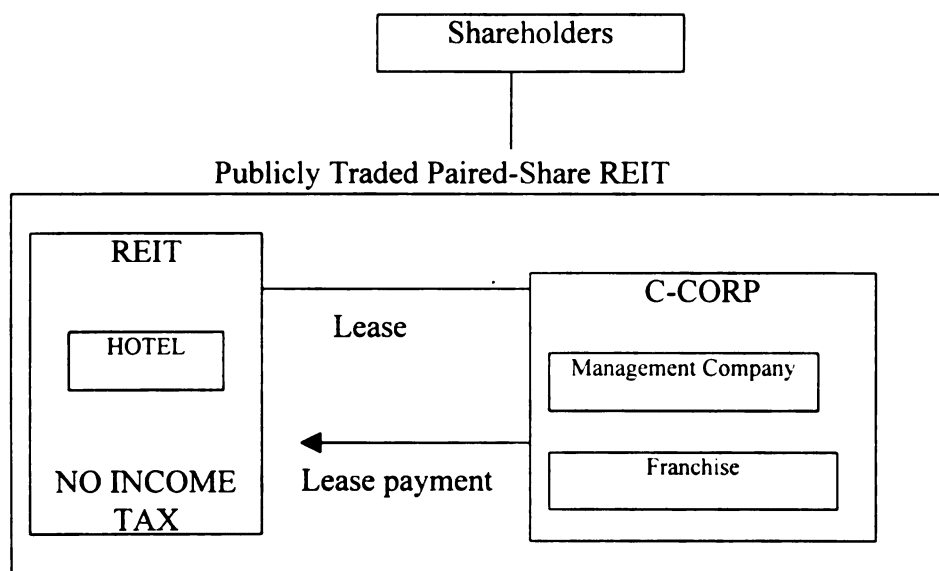 Shareholders
Publicly Traded Paired-Share REIT
REIT
HOTEL
NO INCOME
TAX
Lease
Lease payment
C-CORP
Management Company
Franchise